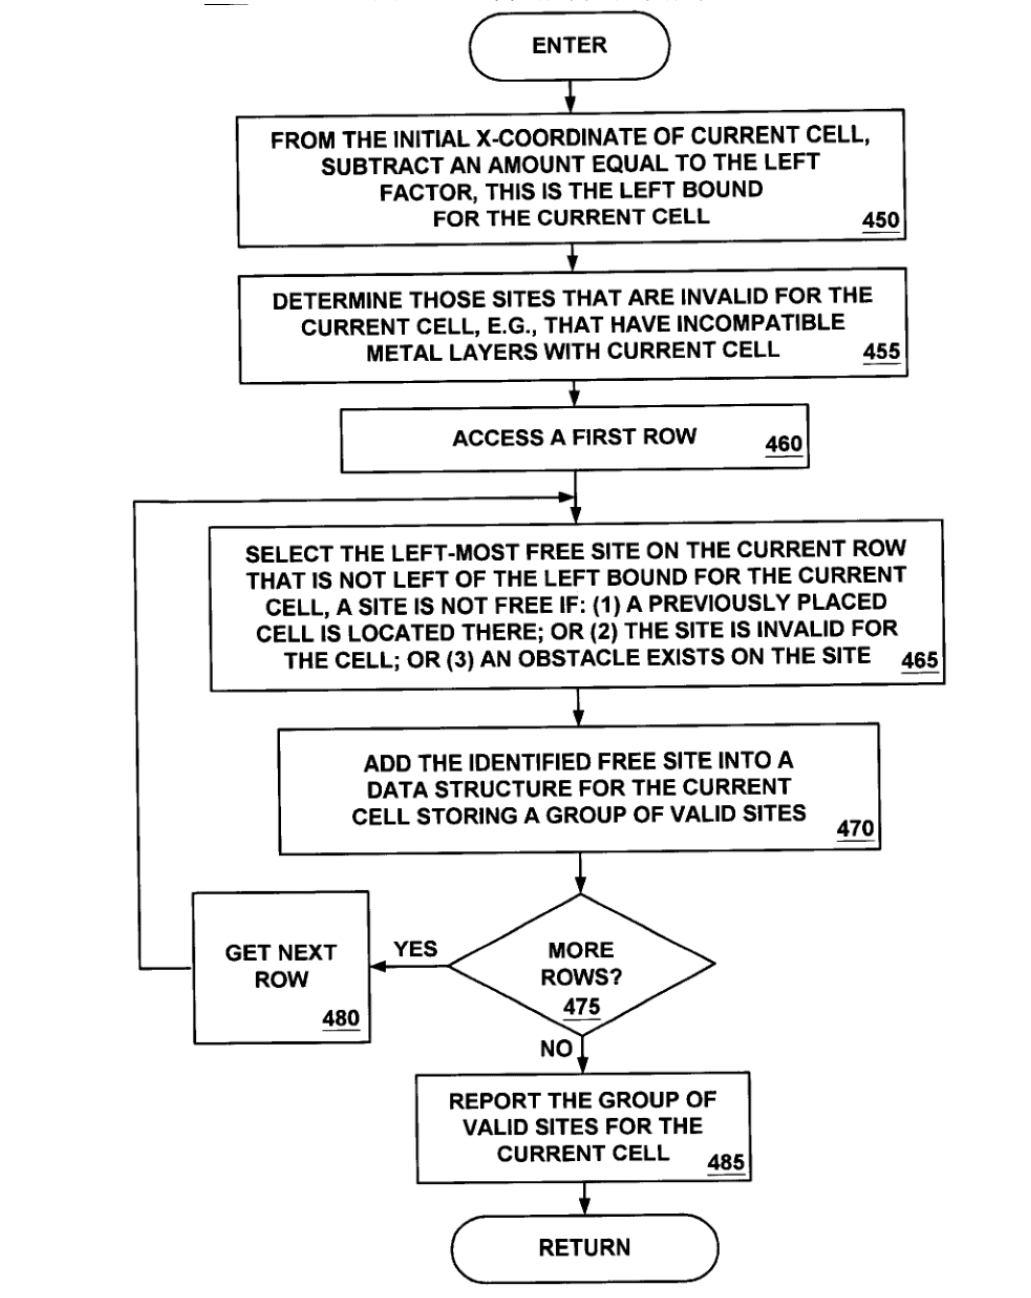 ENTER
FROM THE INITIAL X-COORDINATE OF CURRENT CELL,
SUBTRACT AN AMOUNT EQUAL TO THE LEFT
FACTOR, THIS IS THE LEFT BOUND
FOR THE CURRENT CELL
450
DETERMINE THOSE SITES THAT ARE INVALID FOR THE
CURRENT CELL, E.G., THAT HAVE INCOMPATIBLE
METAL LAYERS WITH CURRENT CELL
455
ACCESS A FIRST ROW
460
SELECT THE LEFT-MOST FREE SITE ON THE CURRENT ROW
THAT IS NOT LEFT OF THE LEFT BOUND FOR THE CURRENT
CELL, A SITE IS NOT FREE IF: (1) A PREVIOUSLY PLACED
CELL IS LOCATED THERE; OR (2) THE SITE IS INVALID FOR
THE CELL; OR (3) AN OBSTACLE EXISTS ON THE SITE
465
ADD THE IDENTIFIED FREE SITE INTO A
DATA STRUCTURE FOR THE CURRENT
CELL STORING A GROUP OF VALID SITES
470
MORE
ROWS?
475
YES
GET NEXT
ROW
480
NO
REPORT THE GROUP OF
VALID SITES FOR THE
CURRENT CELL
485
RETURN